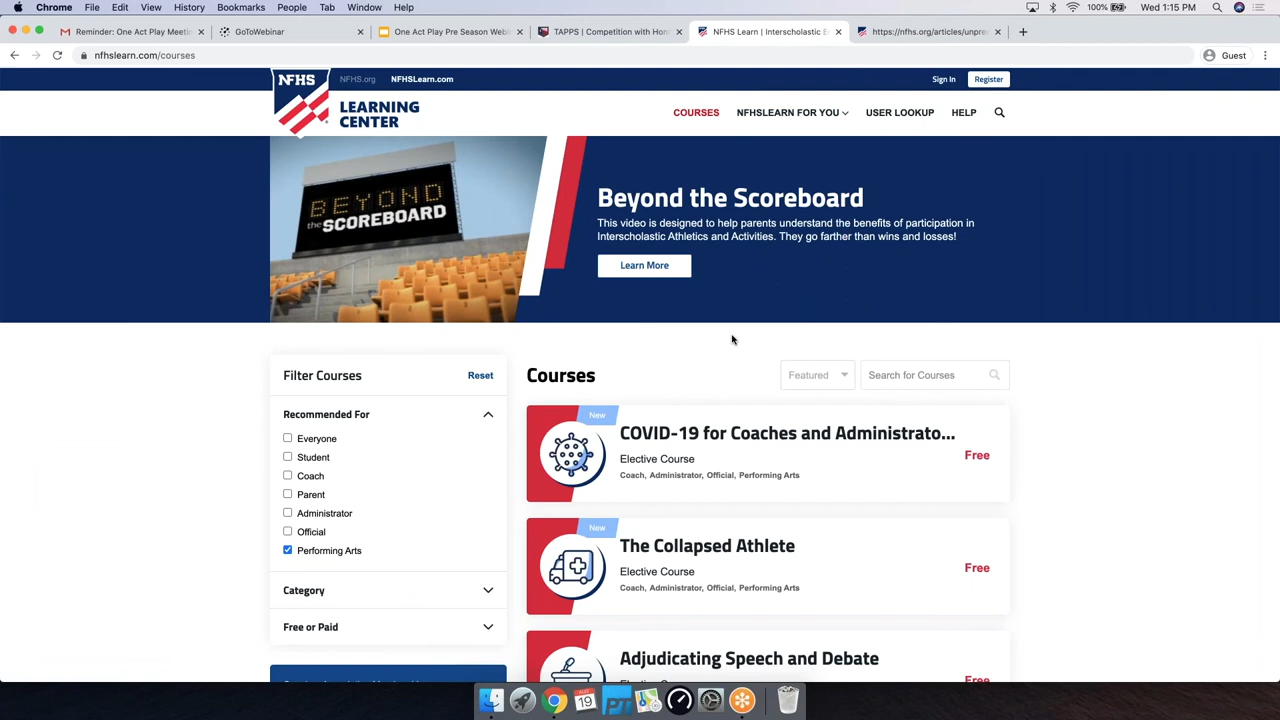 Chrome File Edit View History Bookmarks People Tab Window Help 100% Wed 1:15 PM
Reminder: One Act Play Meetin GoToWebinar One Act Play Pre Season Webi TAPPS | Competition with Hon NFHS Learn | Interscholastic E https://nfhs.org/articles/unpre
nfhslearn.com/courses Guest
NFHS NFHS.org NFHSLearn.com Sign In Register
LEARNING
CENTER
COURSES NFHSLEARN FOR YOU USER LOOKUP HELP
BEYOND
the SCOREBOARD
Beyond the Scoreboard
This video is designed to help parents understand the benefits of participation in
Interscholastic Athletics and Activities. They go farther than wins and losses!
Learn More
Filter Courses Reset
Recommended For
Everyone
Student
Coach
Parent
Administrator
Official
Performing Arts
Category
Free or Paid
Courses Featured Search for Courses
New
COVID-19 for Coaches and Administrato...
Elective Course
Free
Coach, Administrator, Official, Performing Arts
New
The Collapsed Athlete
Elective Course
Free
Coach, Administrator, Official, Performing Arts
Adjudicating Speech and Debate
AUG
19